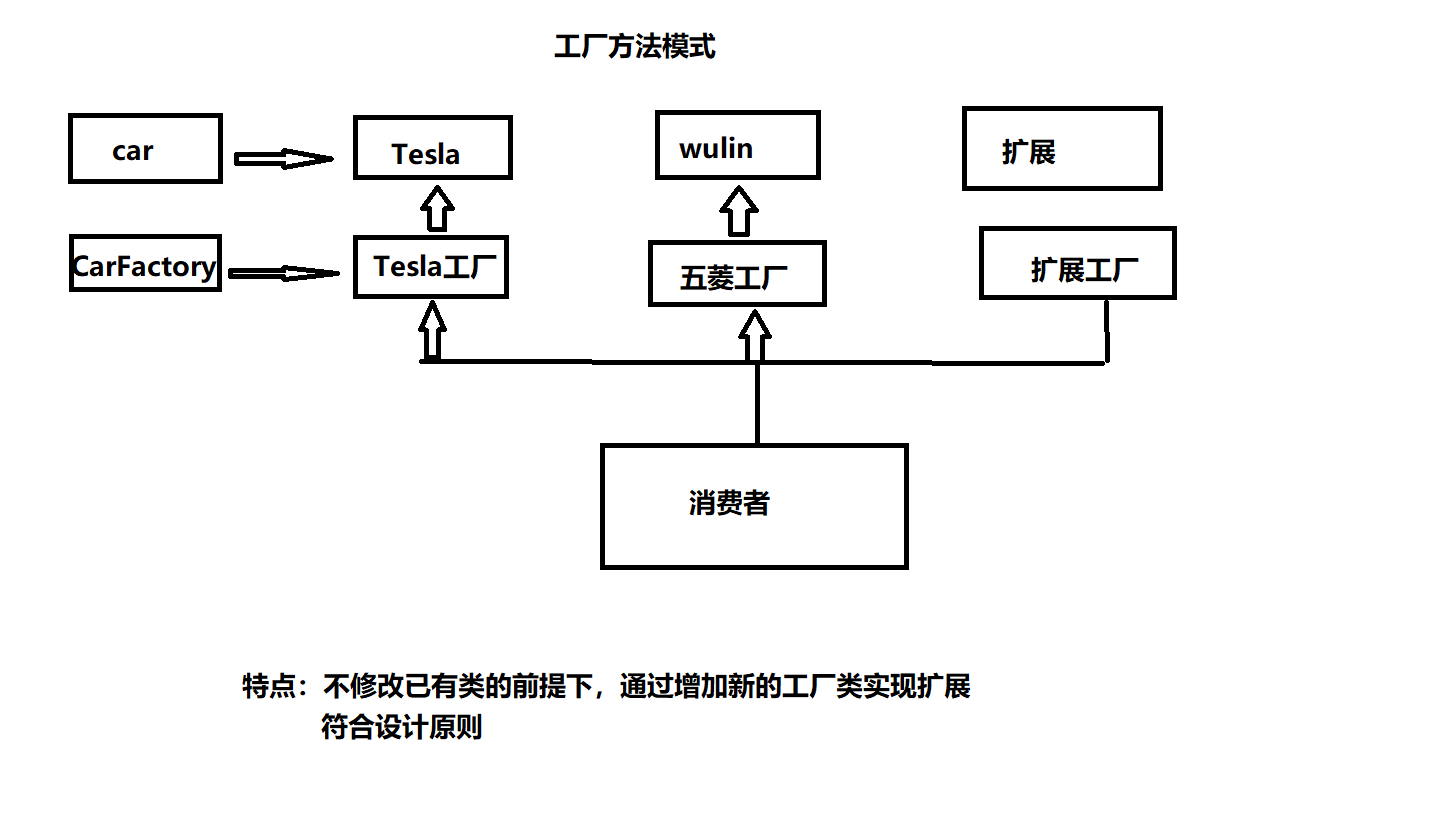 工厂方法模式
car
Tesla
wulin
扩展
CarFactory
Tesla工厂
五菱工厂
扩展工厂
消费者
特点：不修改已有类的前提下，通过增加新的工厂类实现扩展
符合设计原则